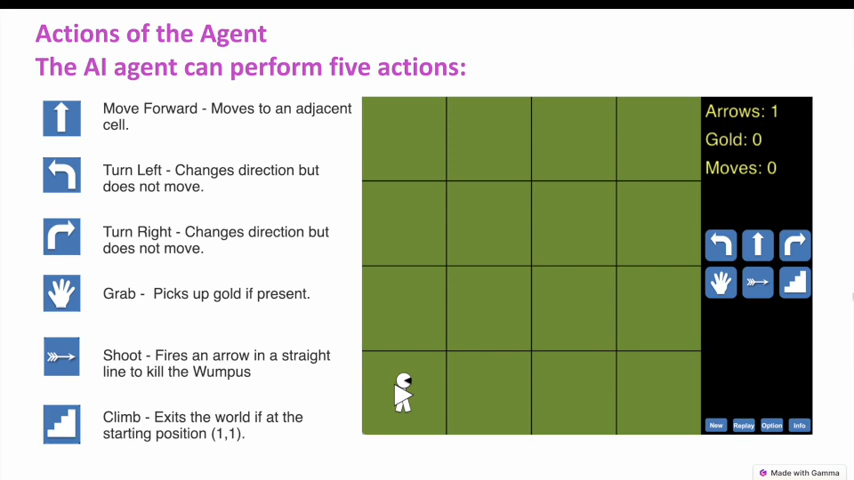 Actions of the Agent
The AI agent can perform five actions:
Move Forward - Moves to an adjacent
cell.
Turn Left - Changes direction but
does not move.
Turn Right - Changes direction but
does not move.
Grab -  Picks up gold if present.
Shoot - Fires an arrow in a straight
line to kill the Wumpus
Climb - Exits the world if at the
starting position (1,1).
Arrows: 1
Gold: 0
Moves: 0
New Replay Option Info
Made with Gamma